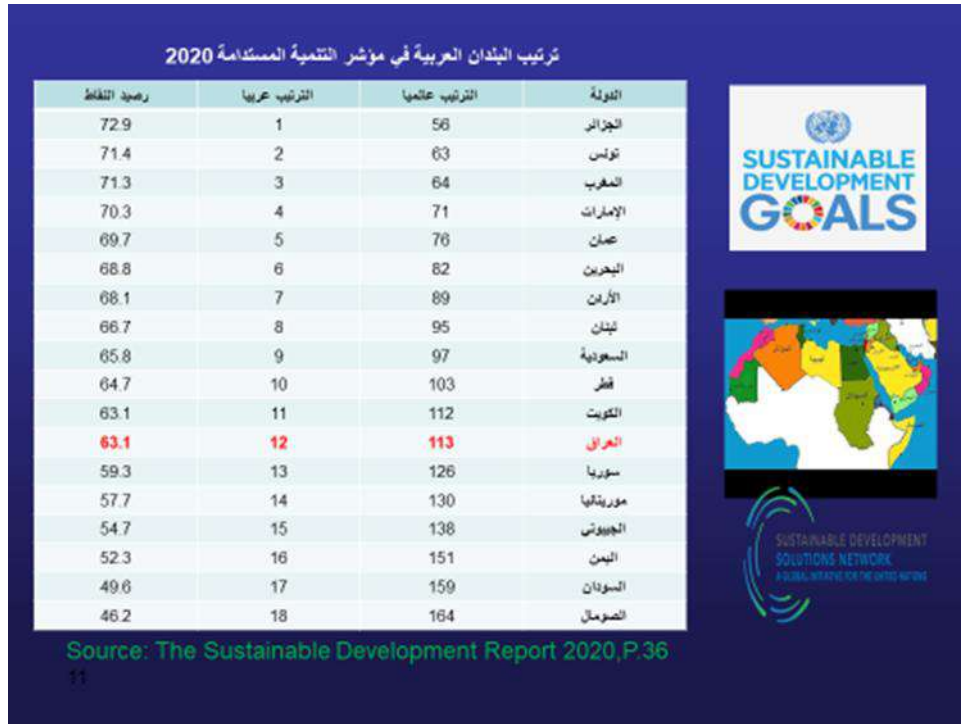 ترتيب البلدان العربية في مؤشر التنمية المستدامة 2020
الدولة الترتيب عالميا الترتيب عربيا رصيد النقاط
الجزائر 56 1 72.9
تونس 63 2 71.4
المغرب 64 3 71.3
الإمارات 71 4 70.3
عمان 76 5 69.7
البحرين 82 6 68.8
الأردن 89 7 68.1
لبنان 95 8 66.7
السعودية 97 9 65.8
قطر 103 10 64.7
الكويت 112 11 63.1
العراق 113 12 63.1
سوريا 126 13 59.3
موريتانيا 130 14 57.7
الجيبوتي 138 15 54.7
اليمن 151 16 52.3
السودان 159 17 49.6
الصومال 164 18 46.2
SUSTAINABLE
DEVELOPMENT
GOALS
SUSTAINABLE DEVELOPMENT
SOLUTIONS NETWORK
A GLOBAL INITIATIVE FOR THE UNITED NATIONS
Source: The Sustainable Development Report 2020,P.36
11